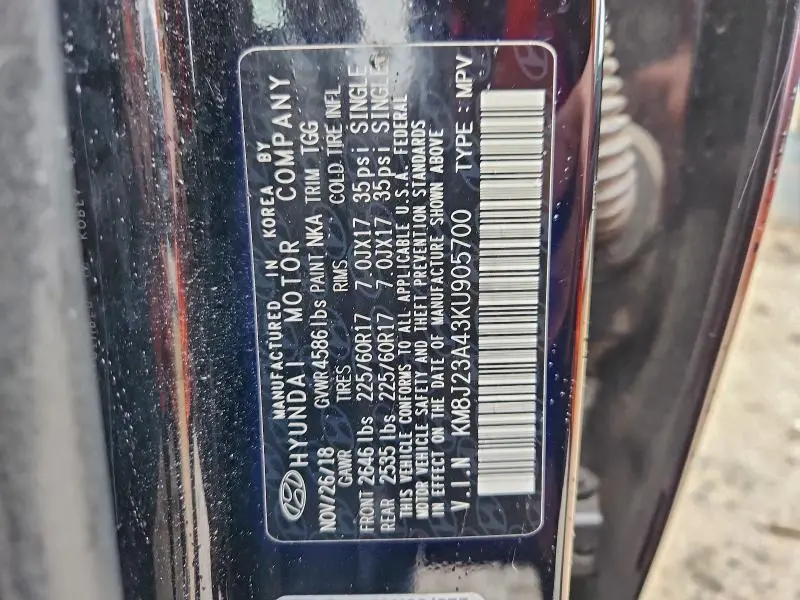 MANUFACTURED IN KOREA BY
HYUNDAI MOTOR COMPANY
NOV/26/18 GVWR 4586 lbs PAINT NKA TRIM TGG
GAWR TIRES RIMS COLD TIRE INFL
FRONT 2646 lbs 225/60R17 7.0JX17 35psi SINGLE
REAR 2535 lbs 225/60R17 7.0JX17 35psi SINGLE
THIS VEHICLE CONFORMS TO ALL APPLICABLE U.S.A. FEDERAL
MOTOR VEHICLE SAFETY AND THEFT PREVENTION STANDARDS
IN EFFECT ON THE DATE OF MANUFACTURE SHOWN ABOVE
V.I.N KM8J23A43KU905700 TYPE : MPV